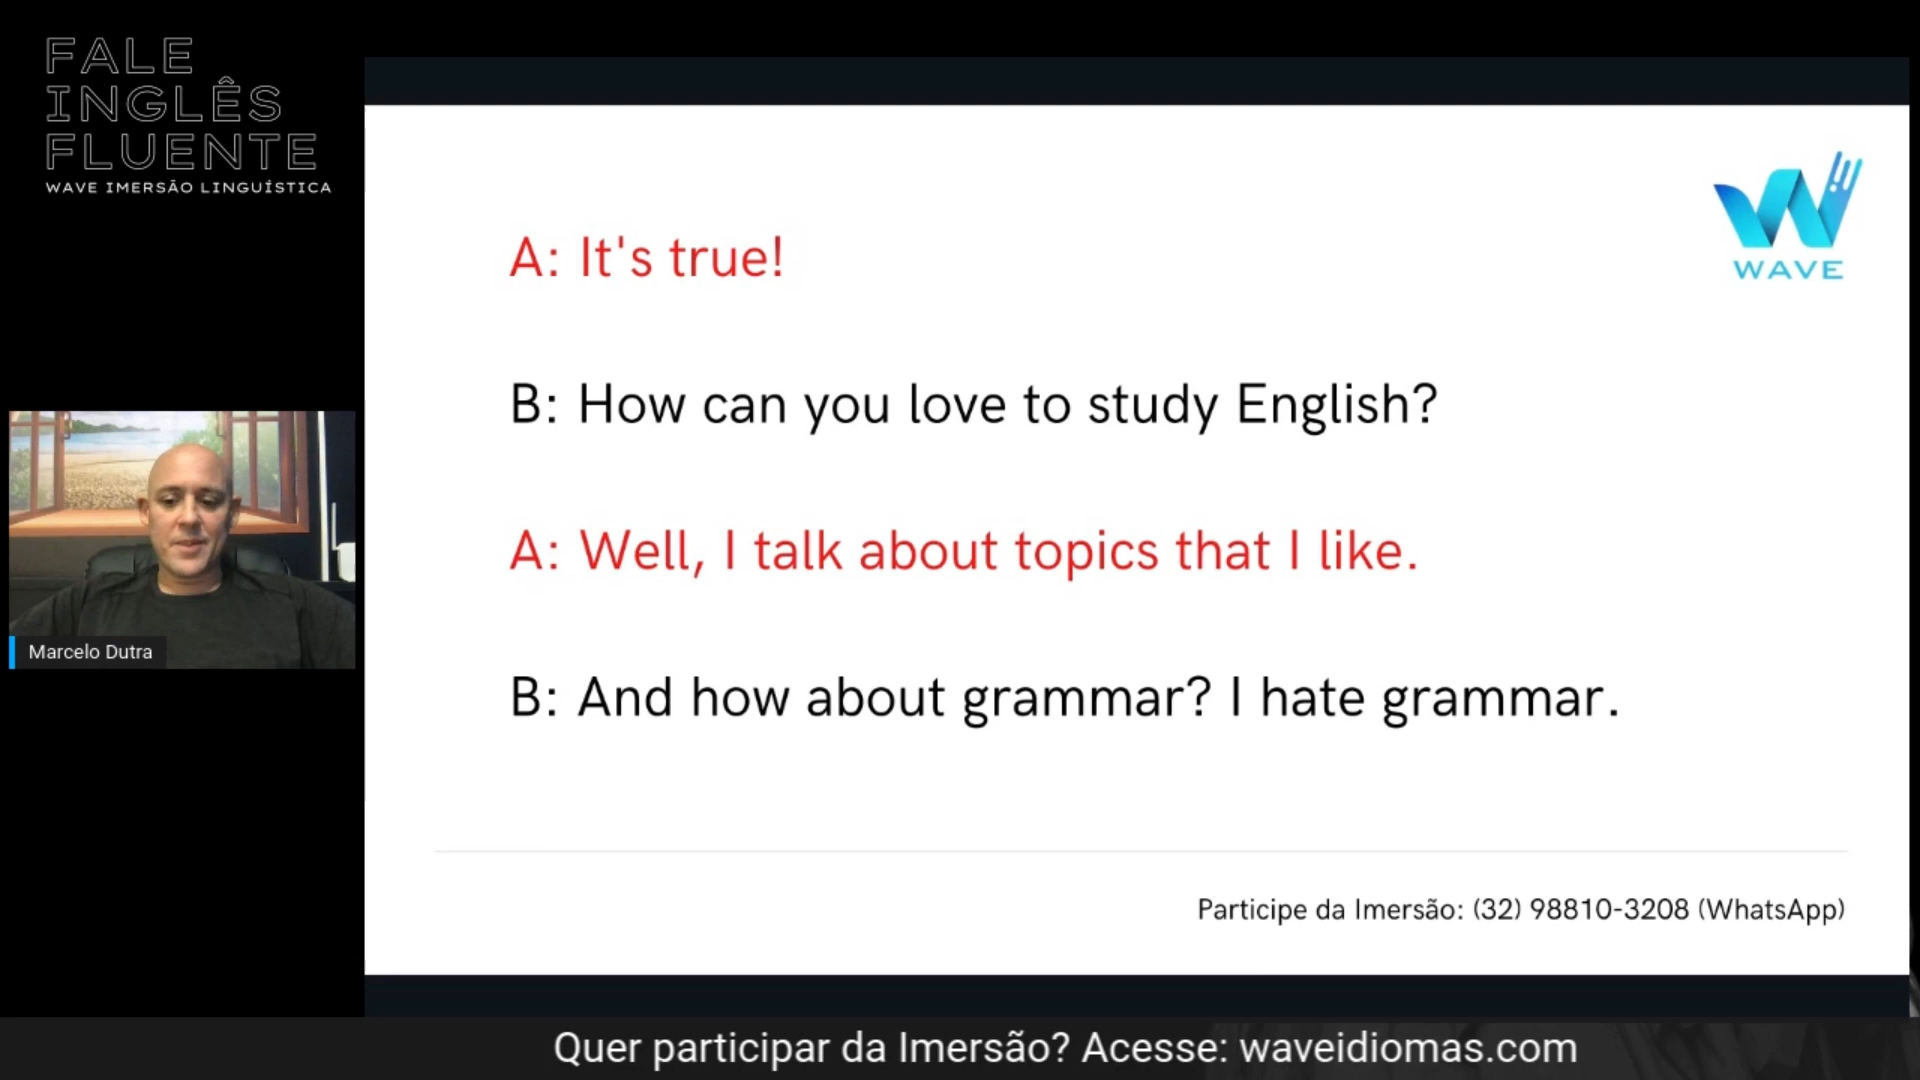 FALE
INGLÊS
FLUENTE
WAVE IMERSÃO LINGUÍSTICA
WAVE
A: It's true!
B: How can you love to study English?
A: Well, I talk about topics that I like.
B: And how about grammar? I hate grammar.
Marcelo Dutra
Participe da Imersão: (32) 98810-3208 (WhatsApp)
Quer participar da Imersão? Acesse: waveidiomas.com